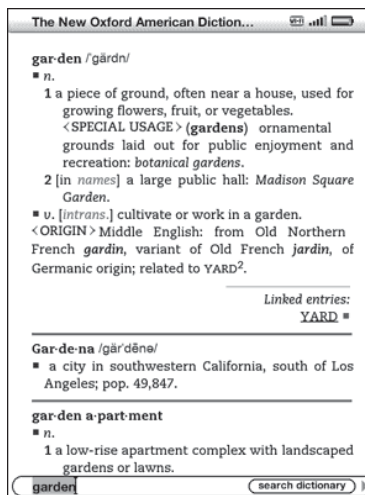 The New Oxford American Diction...
gar·den /ˈgärdn/
▪ n.
1 a piece of ground, often near a house, used for
growing flowers, fruit, or vegetables.
<SPECIAL USAGE> (gardens) ornamental
grounds laid out for public enjoyment and
recreation: botanical gardens.
2 [in names] a large public hall: Madison Square
Garden.
▪ v. [intrans.] cultivate or work in a garden.
<ORIGIN> Middle English: from Old Northern
French gardin, variant of Old French jardin, of
Germanic origin; related to YARD².
Linked entries:
YARD ▪
Gar·de·na /gärˈdēnə/
▪ a city in southwestern California, south of Los
Angeles; pop. 49,847.
gar·den a·part·ment
▪ n.
1 a low-rise apartment complex with landscaped
gardens or lawns.
garden search dictionary